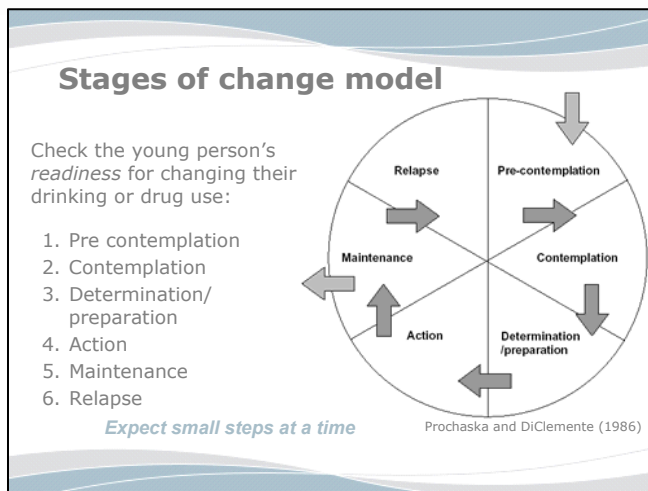 Stages of change model
Check the young person's
readiness for changing their
drinking or drug use:
1. Pre contemplation
2. Contemplation
3. Determination/
preparation
4. Action
5. Maintenance
6. Relapse
Expect small steps at a time
Relapse
Pre-contemplation
Maintenance
Contemplation
Action
Determination
/preparation
Prochaska and DiClemente (1986)